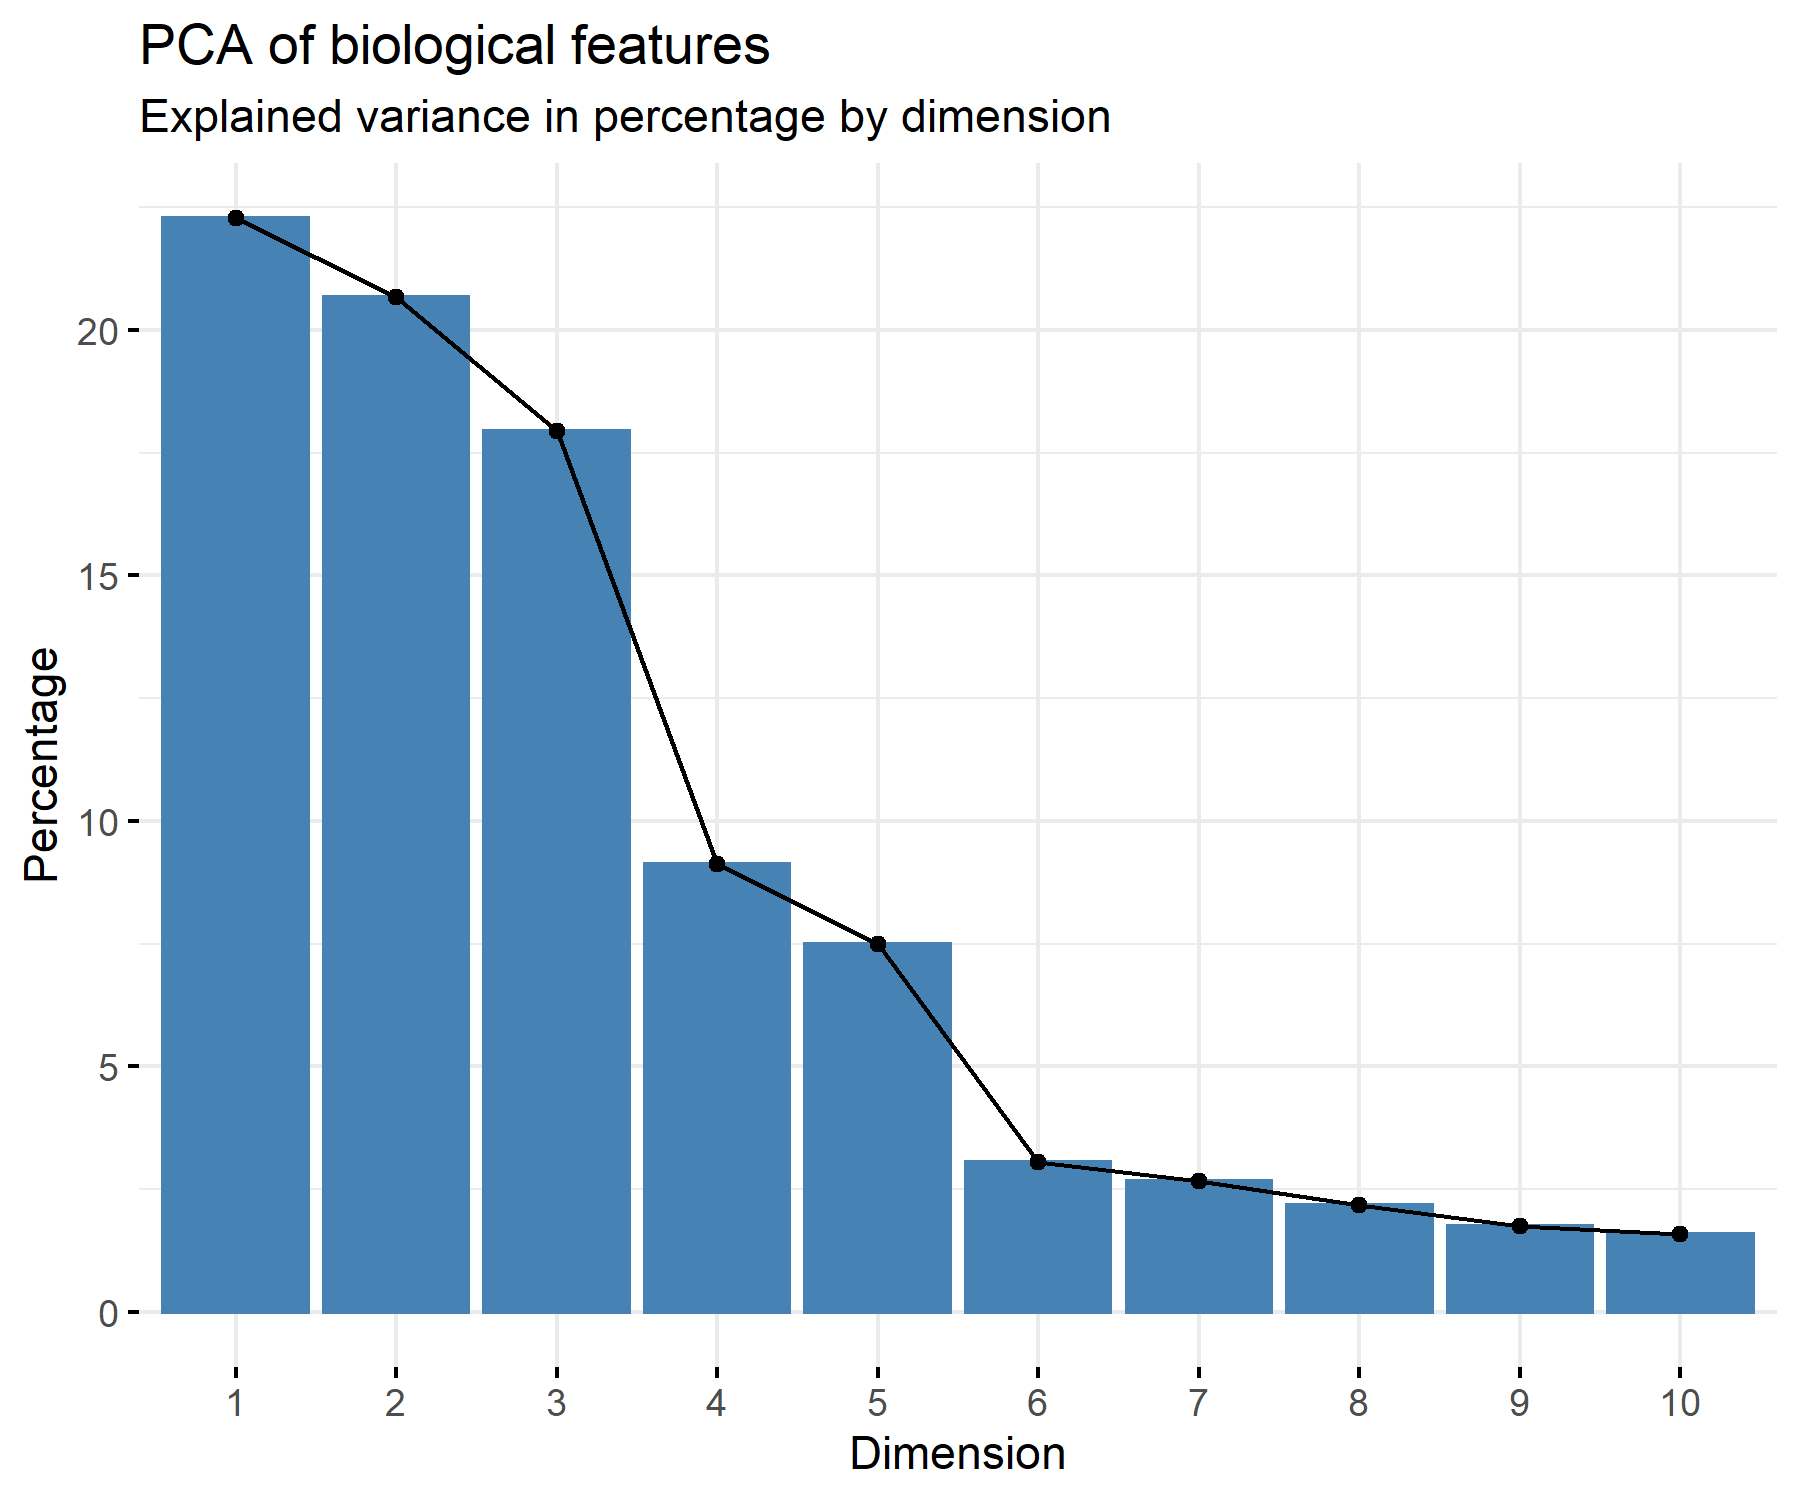 PCA of biological features
Explained variance in percentage by dimension
Percentage
20
15
10
5
0
1 2 3 4 5 6 7 8 9 10
Dimension